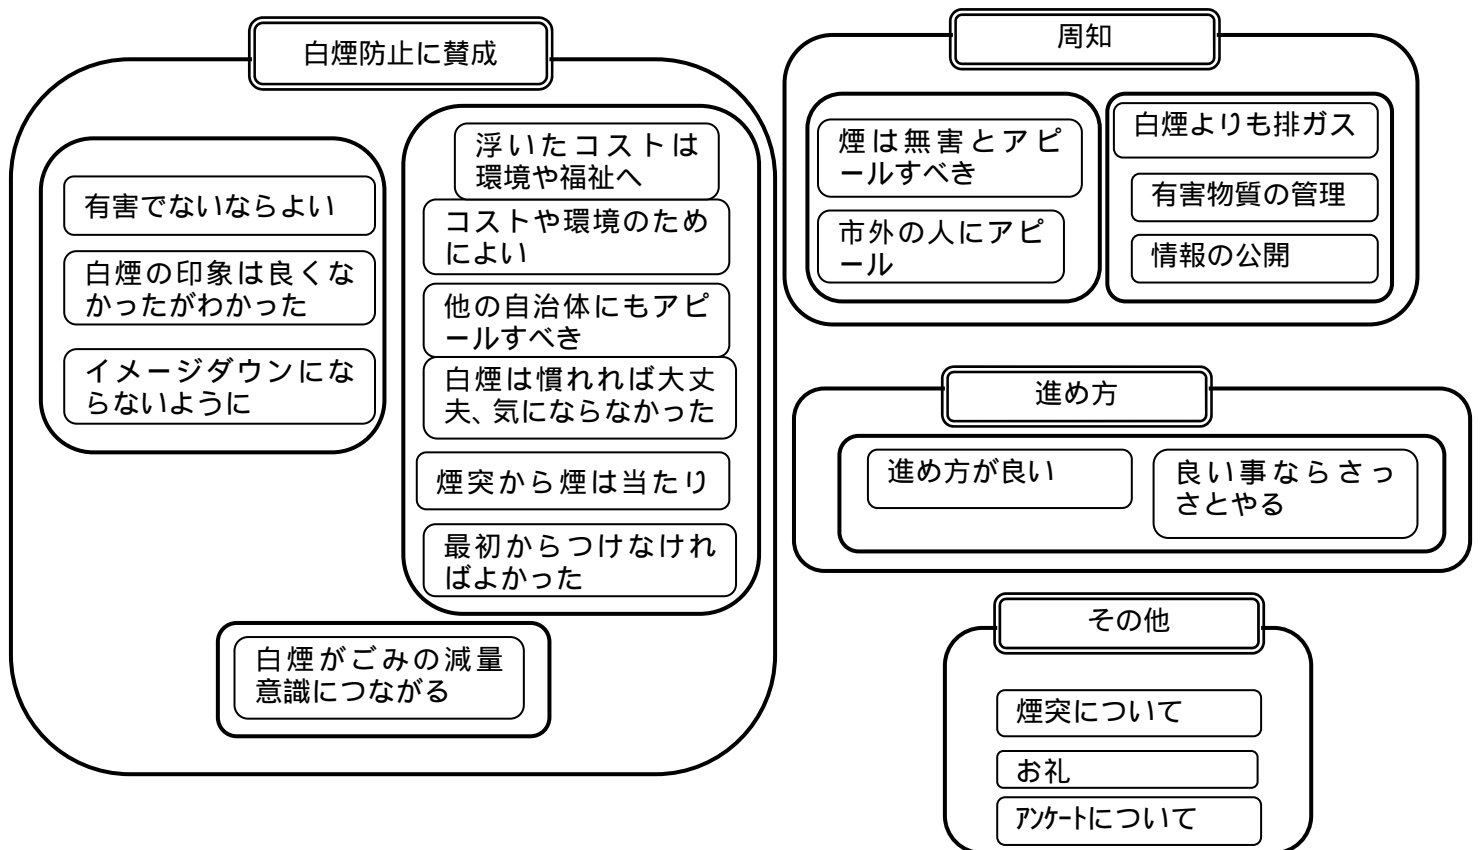 白煙防止に賛成
有害でないならよい
白煙の印象は良くな
かったがわかった
イメージダウンにな
らないように
浮いたコストは
環境や福祉へ
コストや環境のため
によい
他の自治体にもアピ
ールすべき
白煙は慣れれば大丈
夫、気にならなかった
煙突から煙は当たり
最初からつけなけれ
ばよかった
白煙がごみの減量
意識につながる
周知
煙は無害とアピ
ールすべき
市外の人にアピ
ール
白煙よりも排ガス
有害物質の管理
情報の公開
進め方
進め方が良い
良い事ならさっ
さとやる
その他
煙突について
お礼
ｱﾝｹｰﾄについて